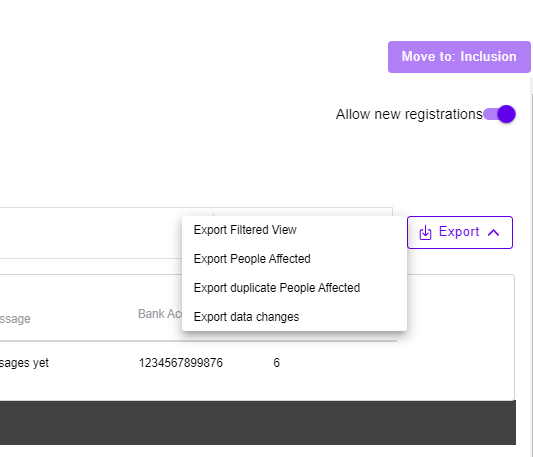 Move to: Inclusion
Allow new registrations
Export
Export Filtered View
Export People Affected
Export duplicate People Affected
Export data changes
ssage
Bank Acc
sages yet
1234567899876
6